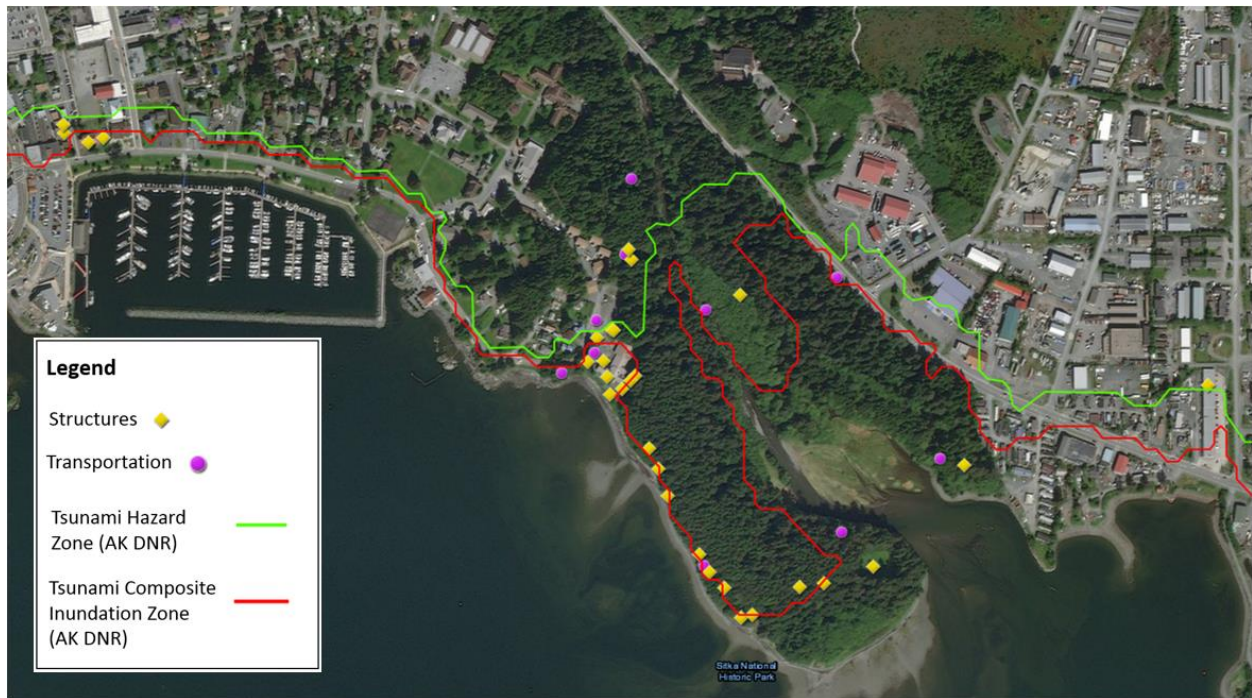 Legend
Structures
Transportation
Tsunami Hazard
Zone (AK DNR)
Tsunami Composite
Inundation Zone
(AK DNR)
Sitka National
Historic Park